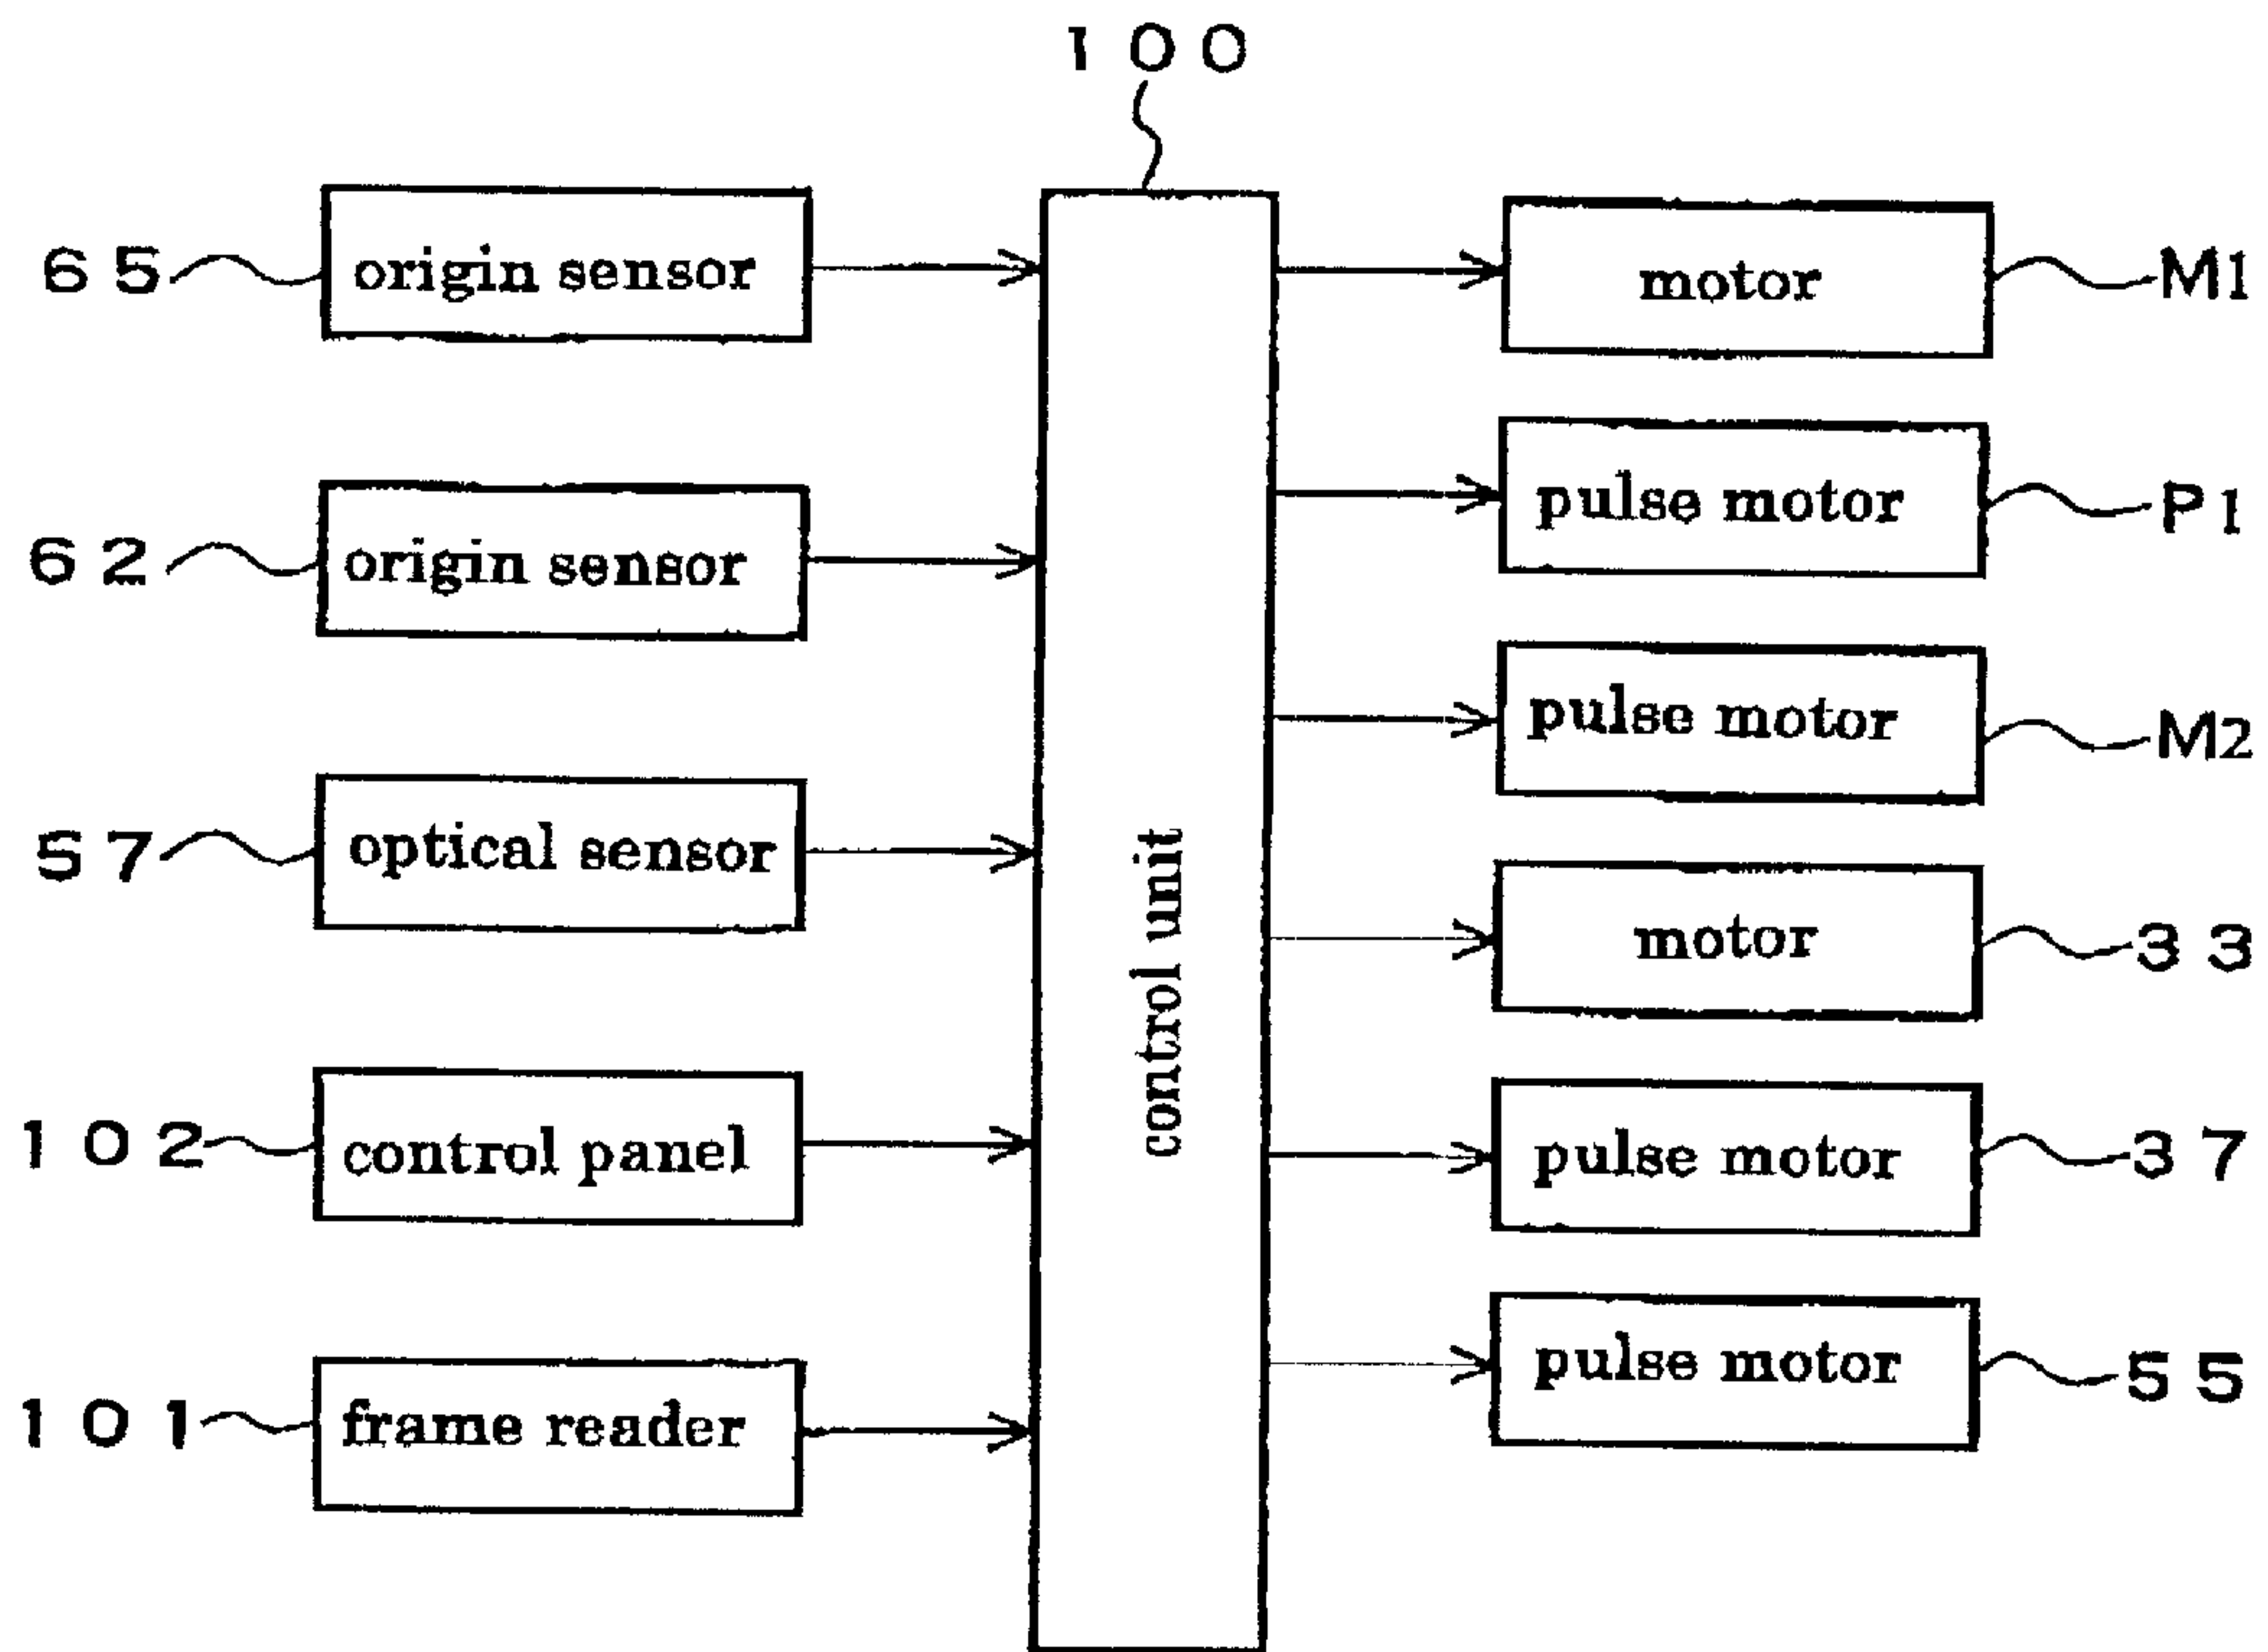 100
65 origin sensor
62 origin sensor
57 optical sensor
102 control panel
101 frame reader
control unit
motor M1
pulse motor P1
pulse motor M2
motor 33
pulse motor 37
pulse motor 55